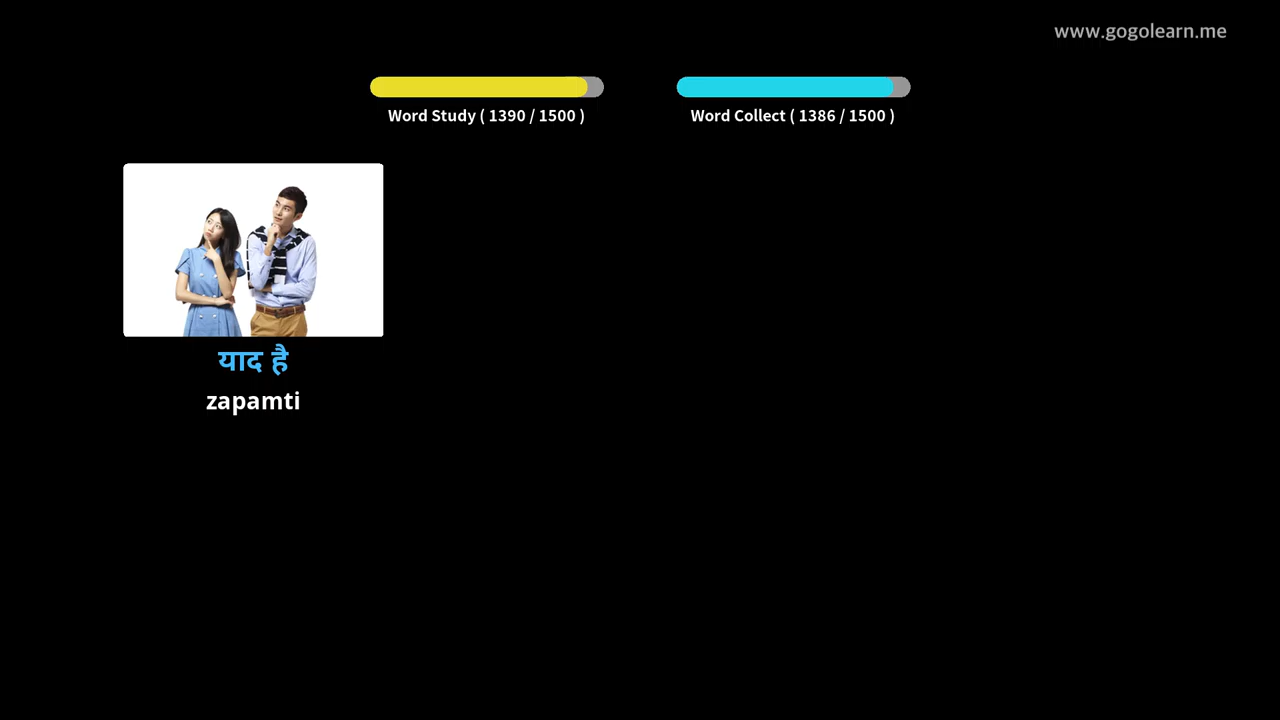 www.gogolearn.me
Word Study ( 1390 / 1500 )
Word Collect ( 1386 / 1500 )
याद है
zapamti